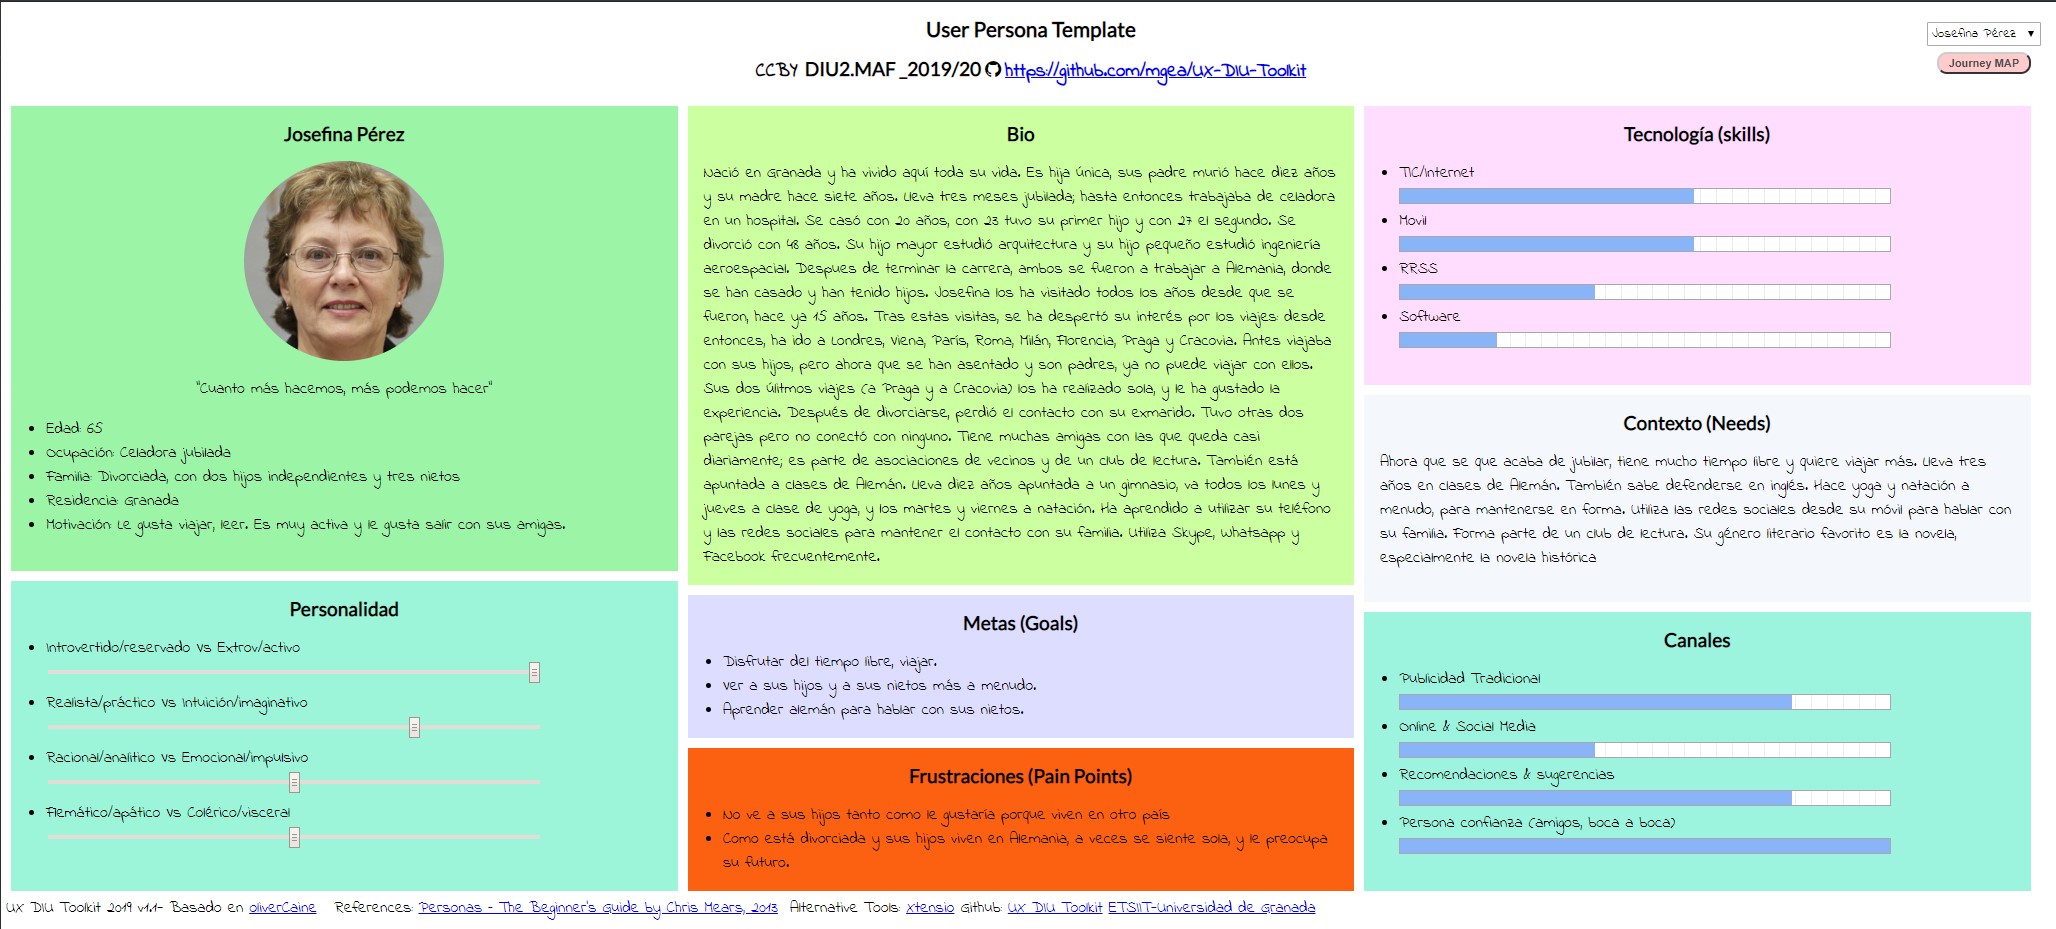 User Persona Template
CCBY DIU2.MAF_2019/20 https://github.com/mgea/UX-DIU-Toolkit
Josefina Pérez ▼
Journey MAP
Josefina Pérez
"Cuanto más hacemos, más podemos hacer"
• Edad: 65
• Ocupación: Celadora jubilada
• Familia: Divorciada, con dos hijos independientes y tres nietos
• Residencia: Granada
• Motivación: Le gusta viajar, leer. Es muy activa y le gusta salir con sus amigas.
Personalidad
• Introvertido/reservado Vs Extrov/activo
• Realista/práctico Vs Intuición/imaginativo
• Racional/analitico Vs Emocional/impulsivo
• Flemático/apático Vs Colérico/visceral
Bio
Nació en Granada y ha vivido aquí toda su vida. Es hija única, sus padre murió hace diez años
y su madre hace siete años. Lleva tres meses jubilada; hasta entonces trabajaba de celadora
en un hospital. Se casó con 20 años, con 23 tuvo su primer hijo y con 27 el segundo. Se
divorció con 48 años. Su hijo mayor estudió arquitectura y su hijo pequeño estudió ingeniería
aeroespacial. Despues de terminar la carrera, ambos se fueron a trabajar a Alemania, donde
se han casado y han tenido hijos. Josefina los ha visitado todos los años desde que se
fueron, hace ya 15 años. Tras estas visitas, se ha despertó su interés por los viajes: desde
entonces, ha ido a Londres, Viena, París, Roma, Milán, Florencia, Praga y Cracovia. Antes viajaba
con sus hijos, pero ahora que se han asentado y son padres, ya no puede viajar con ellos.
Sus dos úlitmos viajes (a Praga y a Cracovia) los ha realizado sola, y le ha gustado la
experiencia. Después de divorciarse, perdió el contacto con su exmarido. Tuvo otras dos
parejas pero no conectó con ninguno. Tiene muchas amigas con las que queda casi
diariamente; es parte de asociaciones de vecinos y de un club de lectura. También está
apuntada a clases de Alemán. Lleva diez años apuntada a un gimnasio, va todos los lunes y
jueves a clase de yoga, y los martes y viernes a natación. Ha aprendido a utilizar su teléfono
y las redes sociales para mantener el contacto con su familia. Utiliza Skype, Whatsapp y
Facebook frecuentemente.
Metas (Goals)
• Disfrutar del tiempo libre, viajar.
• Ver a sus hijos y a sus nietos más a menudo.
• Aprender alemán para hablar con sus nietos.
Frustraciones (Pain Points)
• No ve a sus hijos tanto como le gustaría porque viven en otro país
• Como está divorciada y sus hijos viven en Alemania, a veces se siente sola, y le preocupa
su futuro.
Tecnología (skills)
• TIC/Internet
• Movil
• RRSS
• Software
Contexto (Needs)
Ahora que se que acaba de jubilar, tiene mucho tiempo libre y quiere viajar más. Lleva tres
años en clases de Alemán. También sabe defenderse en inglés. Hace yoga y natación a
menudo, para mantenerse en forma. Utiliza las redes sociales desde su móvil para hablar con
su familia. Forma parte de un club de lectura. Su género literario favorito es la novela,
especialmente la novela histórica
Canales
• Publicidad Tradicional
• Online & Social Media
• Recomendaciones & sugerencias
• Persona confianza (amigos, boca a boca)
UX DIU Toolkit 2019 v1.1- Basado en oliverCaine References: Personas - The Beginner's Guide by Chris Mears, 2013 Alternative Tools: Xtensio Github: UX DIU Toolkit ETSIIT-Universidad de Granada